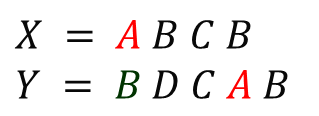 X = A B C B
Y = B D C A B